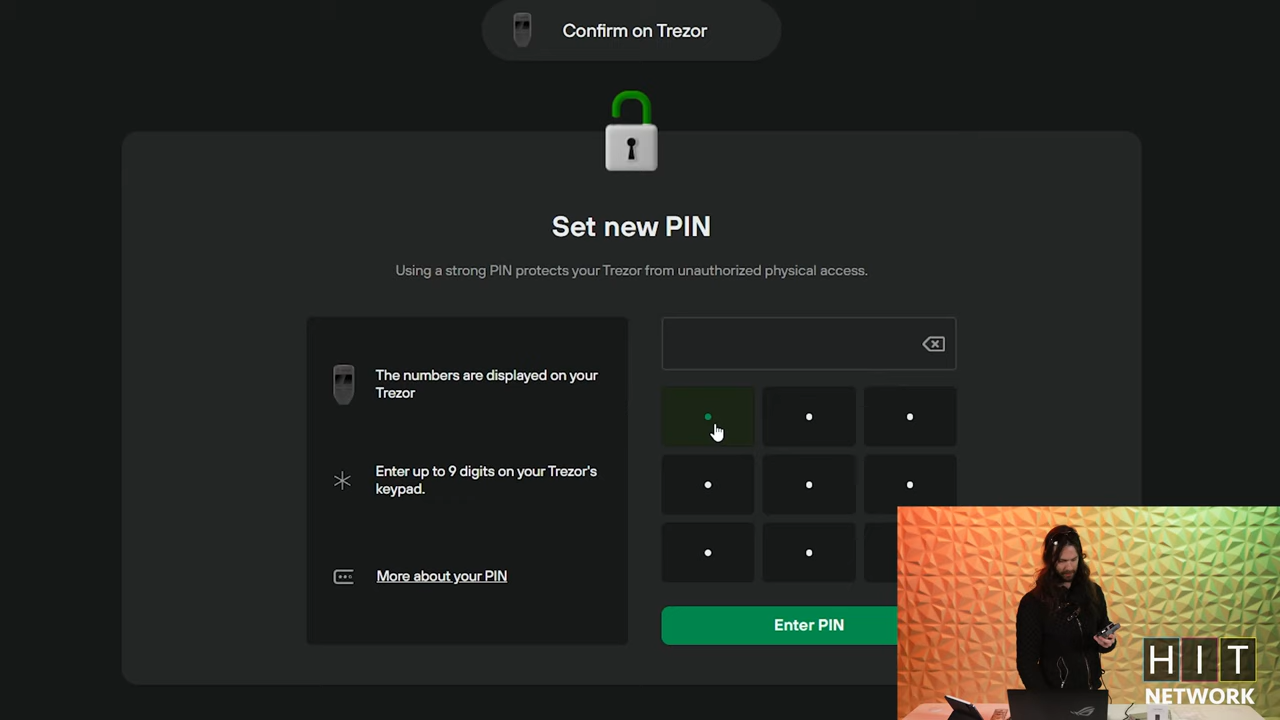 Confirm on Trezor
Set new PIN
Using a strong PIN protects your Trezor from unauthorized physical access.
The numbers are displayed on your
Trezor
Enter up to 9 digits on your Trezor's
keypad.
More about your PIN
Enter PIN
HIT
NETWORK